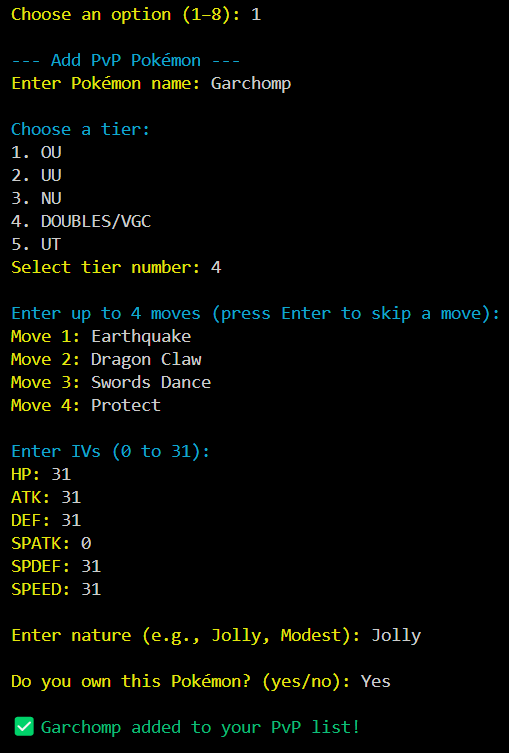 Choose an option (1–8): 1
--- Add PvP Pokémon ---
Enter Pokémon name: Garchomp
Choose a tier:
1. OU
2. UU
3. NU
4. DOUBLES/VGC
5. UT
Select tier number: 4
Enter up to 4 moves (press Enter to skip a move):
Move 1: Earthquake
Move 2: Dragon Claw
Move 3: Swords Dance
Move 4: Protect
Enter IVs (0 to 31):
HP: 31
ATK: 31
DEF: 31
SPATK: 0
SPDEF: 31
SPEED: 31
Enter nature (e.g., Jolly, Modest): Jolly
Do you own this Pokémon? (yes/no): Yes
✅ Garchomp added to your PvP list!